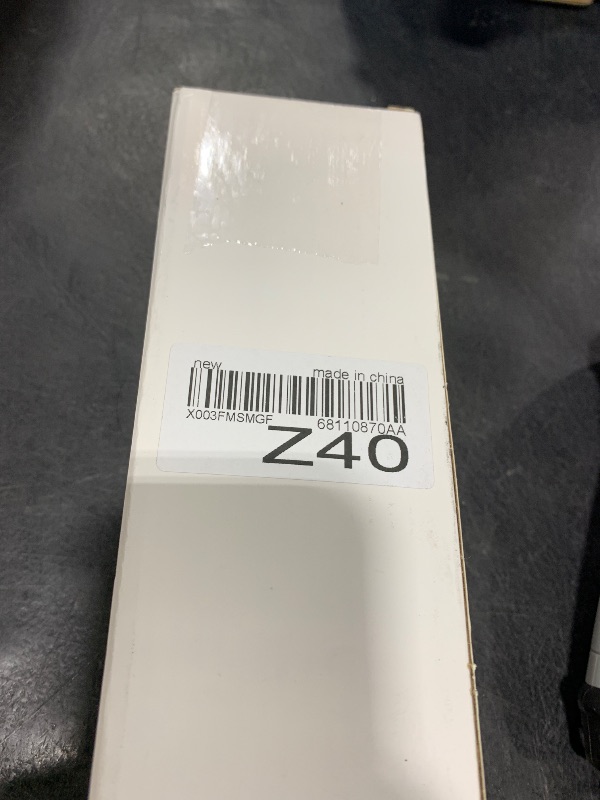 new
made in china
X003FMSMGF
68110870AA
Z40